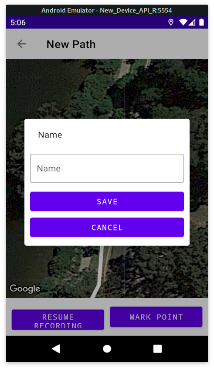 Android Emulator - New_Device_API_R:5554
5:06
New Path
Name
Name
SAVE
CANCEL
Google
RESUME
RECORDING
MARK POINT